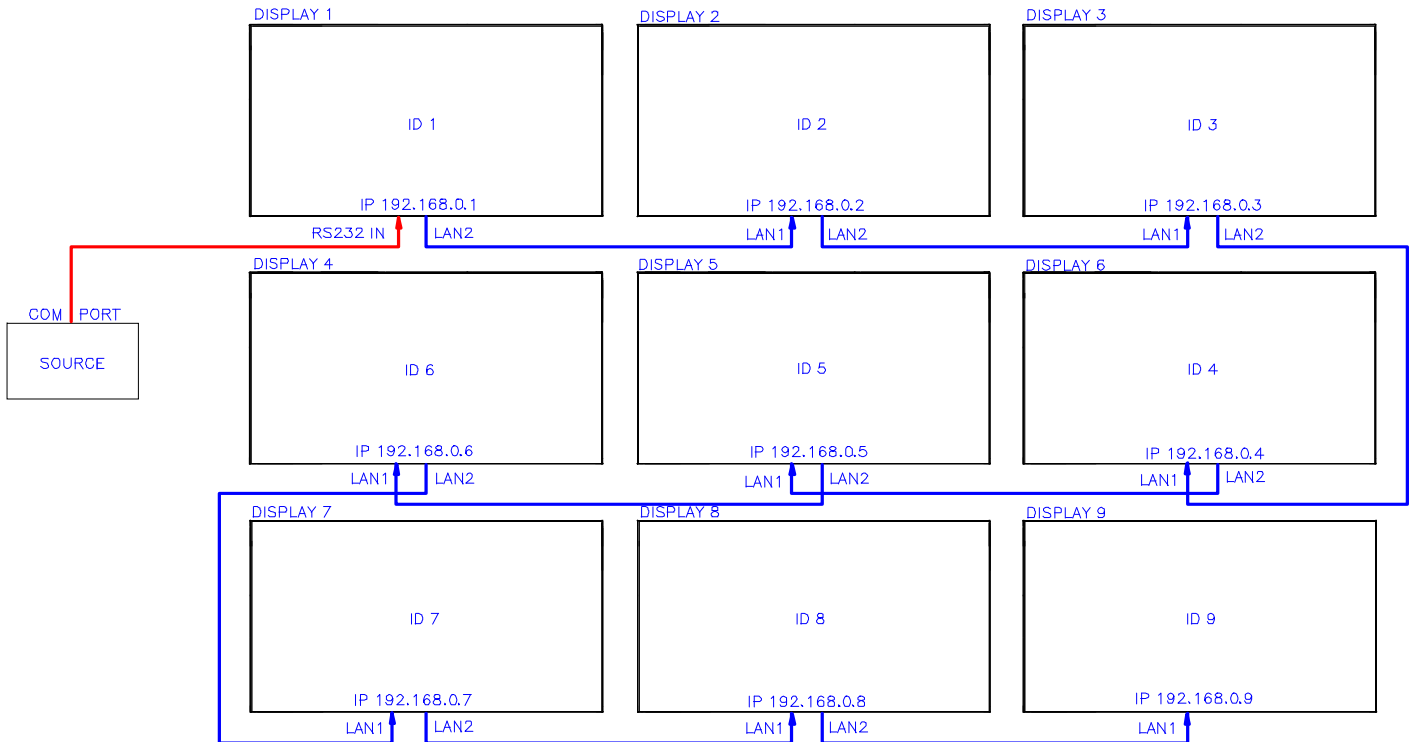 DISPLAY 1
DISPLAY 2
DISPLAY 3
ID 1
ID 2
ID 3
IP 192.168.0.1
IP 192.168.0.2
IP 192.168.0.3
RS232 IN
LAN2
LAN1
LAN2
LAN1
LAN2
DISPLAY 4
DISPLAY 5
DISPLAY 6
COM PORT
SOURCE
ID 6
ID 5
ID 4
IP 192.168.0.6
IP 192.168.0.5
IP 192.168.0.4
LAN1
LAN2
LAN1
LAN2
LAN1
LAN2
DISPLAY 7
DISPLAY 8
DISPLAY 9
ID 7
ID 8
ID 9
IP 192.168.0.7
IP 192.168.0.8
IP 192.168.0.9
LAN1
LAN2
LAN1
LAN2
LAN1